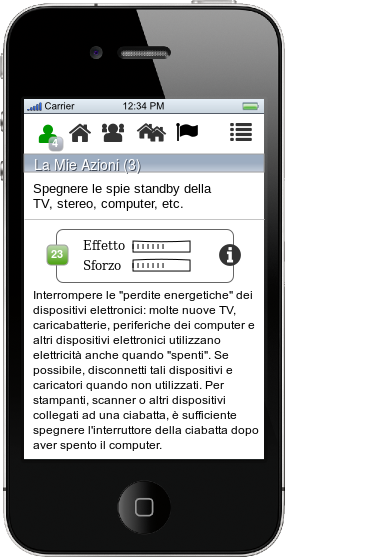 Carrier 12:34 PM
4
La Mie Azioni (3)
Spegnere le spie standby della
TV, stereo, computer, etc.
Effetto
23
Sforzo
Interrompere le "perdite energetiche" dei
dispositivi elettronici: molte nuove TV,
caricabatterie, periferiche dei computer e
altri dispositivi elettronici utilizzano
elettricità anche quando "spenti". Se
possibile, disconnetti tali dispositivi e
caricatori quando non utilizzati. Per
stampanti, scanner o altri dispositivi
collegati ad una ciabatta, è sufficiente
spegnere l'interruttore della ciabatta dopo
aver spento il computer.